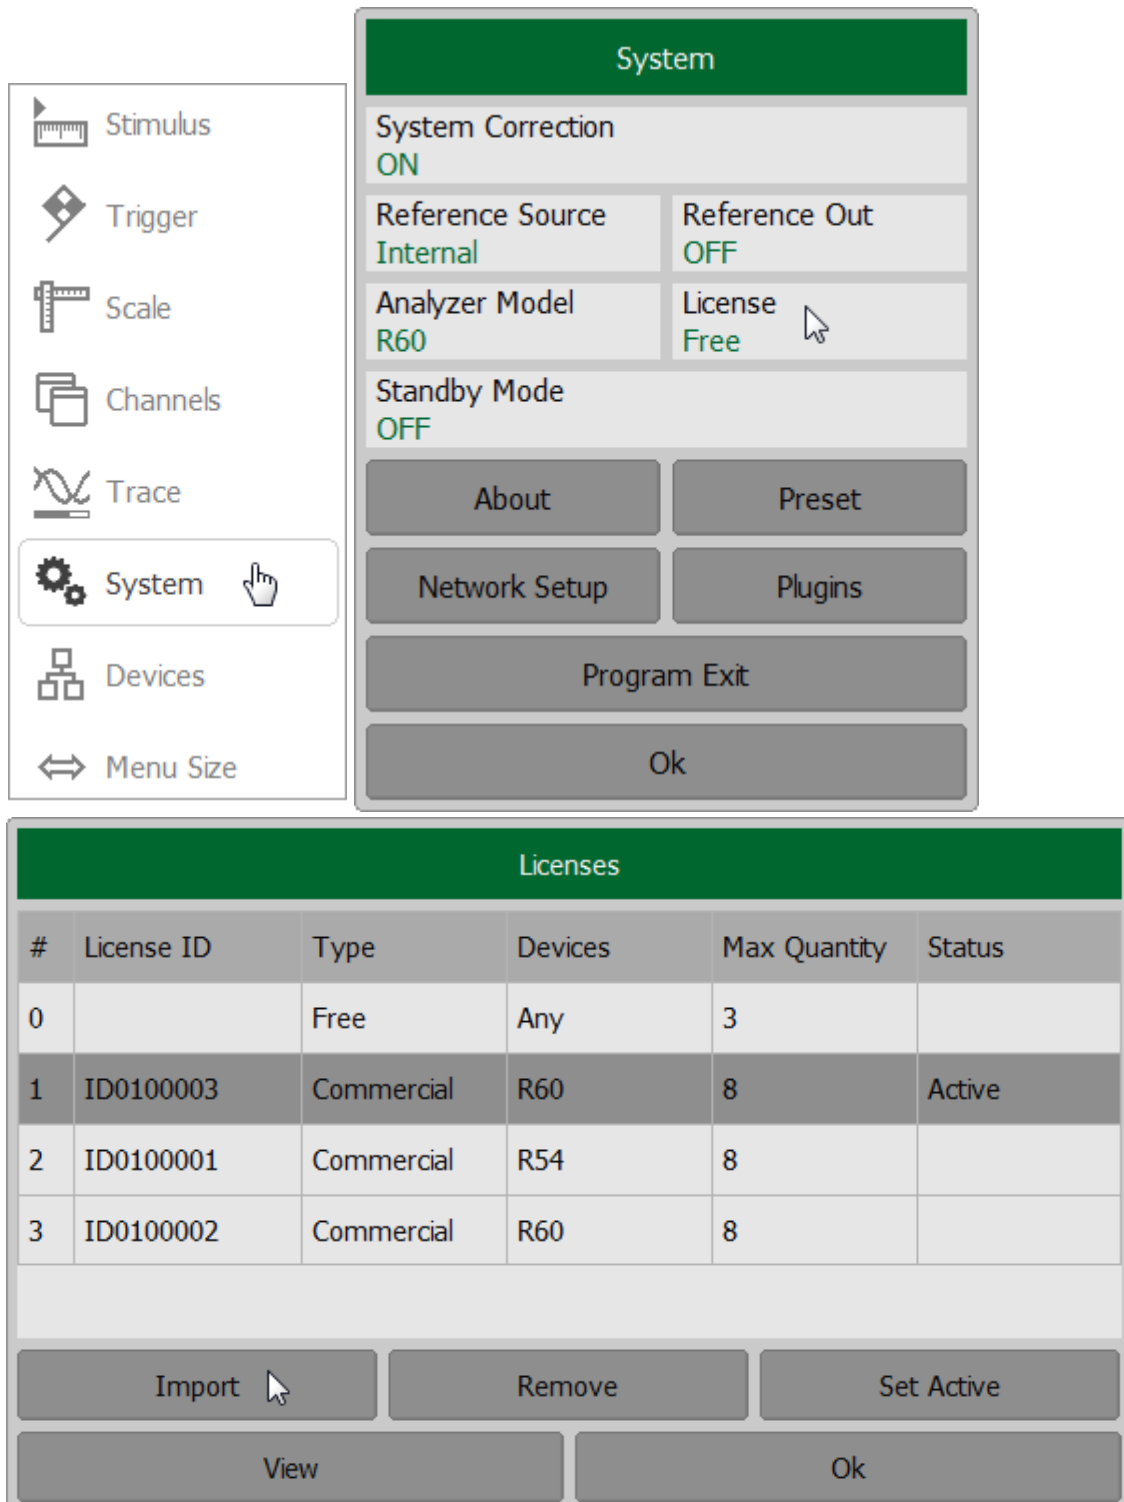 Stimulus
Trigger
Scale
Channels
Trace
System
Devices
Menu Size
System
System Correction
ON
Reference Source
Internal
Reference Out
OFF
Analyzer Model
R60
License
Free
Standby Mode
OFF
About
Preset
Network Setup
Plugins
Program Exit
Ok
Licenses
# License ID Type Devices Max Quantity Status
0 Free Any 3
1 ID0100003 Commercial R60 8 Active
2 ID0100001 Commercial R54 8
3 ID0100002 Commercial R60 8
Import Remove Set Active
View Ok